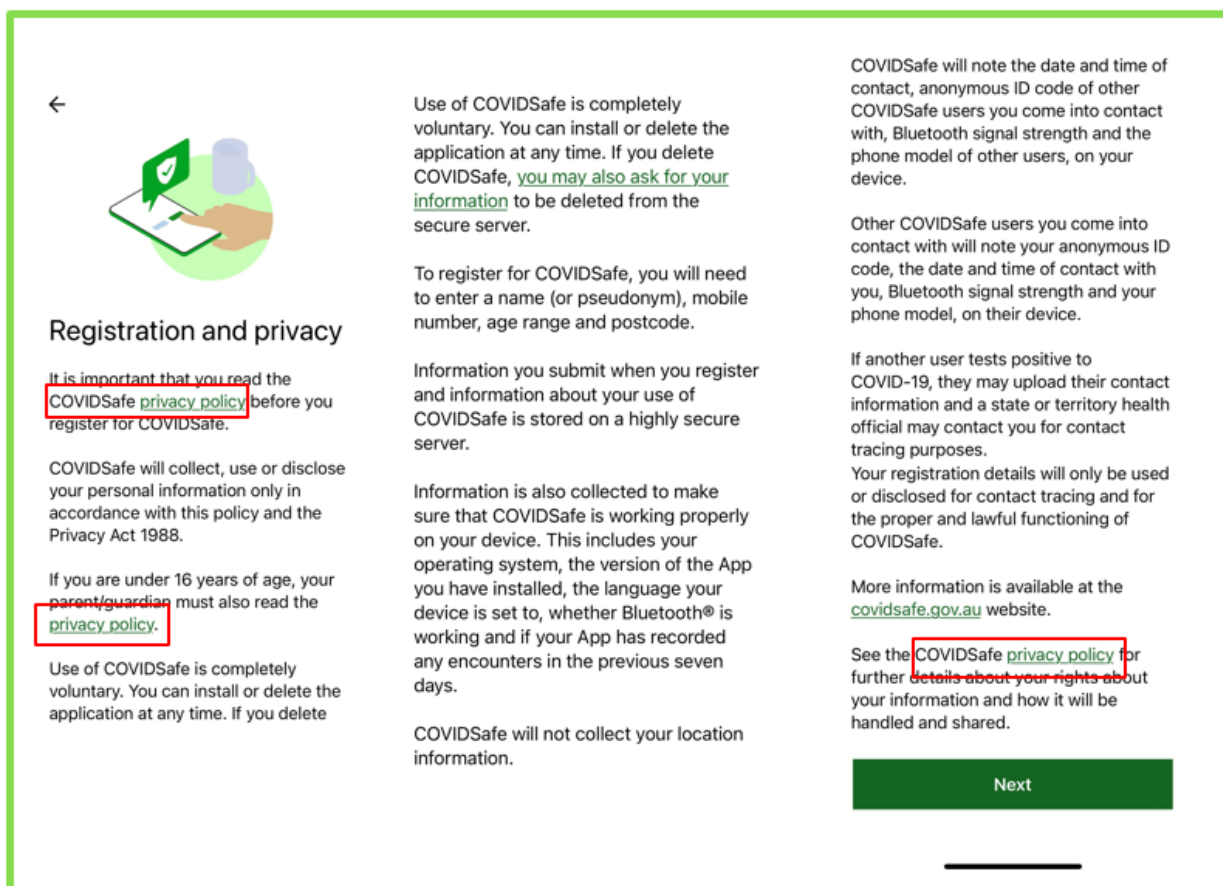 Registration and privacy
It is important that you read the
COVIDSafe privacy policy before you
register for COVIDSafe.
COVIDSafe will collect, use or disclose
your personal information only in
accordance with this policy and the
Privacy Act 1988.
If you are under 16 years of age, your
parent/guardian must also read the
privacy policy.
Use of COVIDSafe is completely
voluntary. You can install or delete the
application at any time. If you delete
Use of COVIDSafe is completely
voluntary. You can install or delete the
application at any time. If you delete
COVIDSafe, you may also ask for your
information to be deleted from the
secure server.
To register for COVIDSafe, you will need
to enter a name (or pseudonym), mobile
number, age range and postcode.
Information you submit when you register
and information about your use of
COVIDSafe is stored on a highly secure
server.
Information is also collected to make
sure that COVIDSafe is working properly
on your device. This includes your
operating system, the version of the App
you have installed, the language your
device is set to, whether Bluetooth® is
working and if your App has recorded
any encounters in the previous seven
days.
COVIDSafe will not collect your location
information.
COVIDSafe will note the date and time of
contact, anonymous ID code of other
COVIDSafe users you come into contact
with, Bluetooth signal strength and the
phone model of other users, on your
device.
Other COVIDSafe users you come into
contact with will note your anonymous ID
code, the date and time of contact with
you, Bluetooth signal strength and your
phone model, on their device.
If another user tests positive to
COVID-19, they may upload their contact
information and a state or territory health
official may contact you for contact
tracing purposes.
Your registration details will only be used
or disclosed for contact tracing and for
the proper and lawful functioning of
COVIDSafe.
More information is available at the
covidsafe.gov.au website.
See the COVIDSafe privacy policy for
further details about your rights about
your information and how it will be
handled and shared.
Next